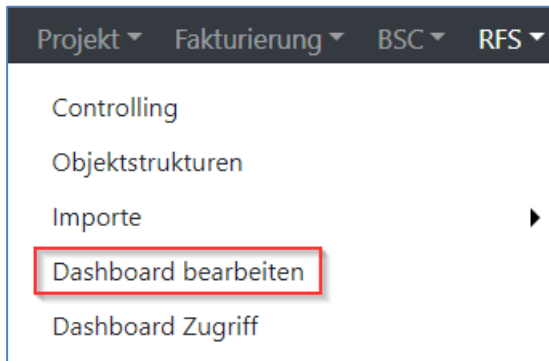 Projekt Fakturierung BSC RFS
Controlling
Objektstrukturen
Importe
Dashboard bearbeiten
Dashboard Zugriff